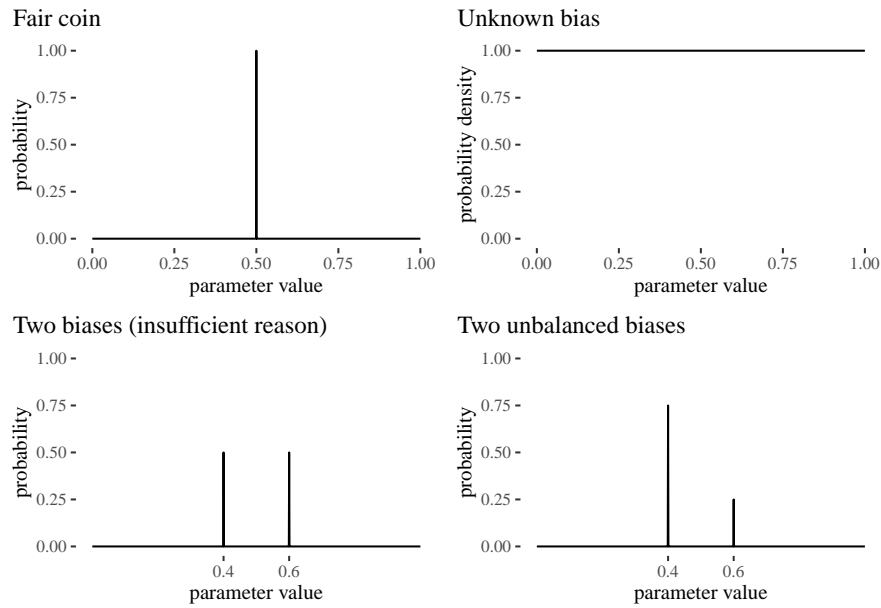 Fair coin
1.00
0.75
0.50
0.25
0.00
probability
0.00 0.25 0.50 0.75 1.00
parameter value
Unknown bias
1.00
0.75
0.50
0.25
0.00
probability density
0.00 0.25 0.50 0.75 1.00
parameter value
Two biases (insufficient reason)
1.00
0.75
0.50
0.25
0.00
probability
0.4 0.6
parameter value
Two unbalanced biases
1.00
0.75
0.50
0.25
0.00
probability
0.4 0.6
parameter value